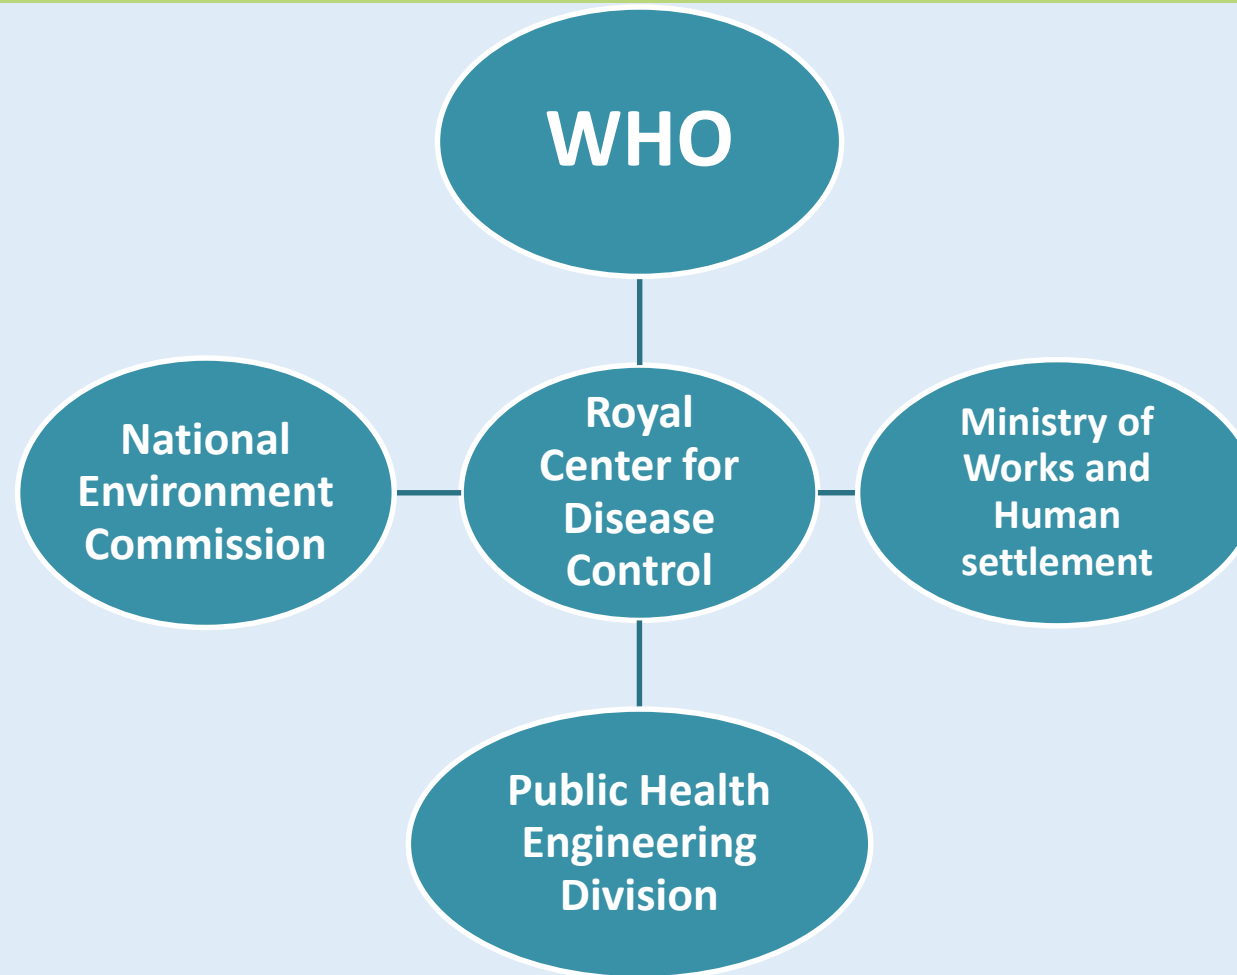 WHO
National
Environment
Commission
Royal
Center for
Disease
Control
Ministry of
Works and
Human
settlement
Public Health
Engineering
Division